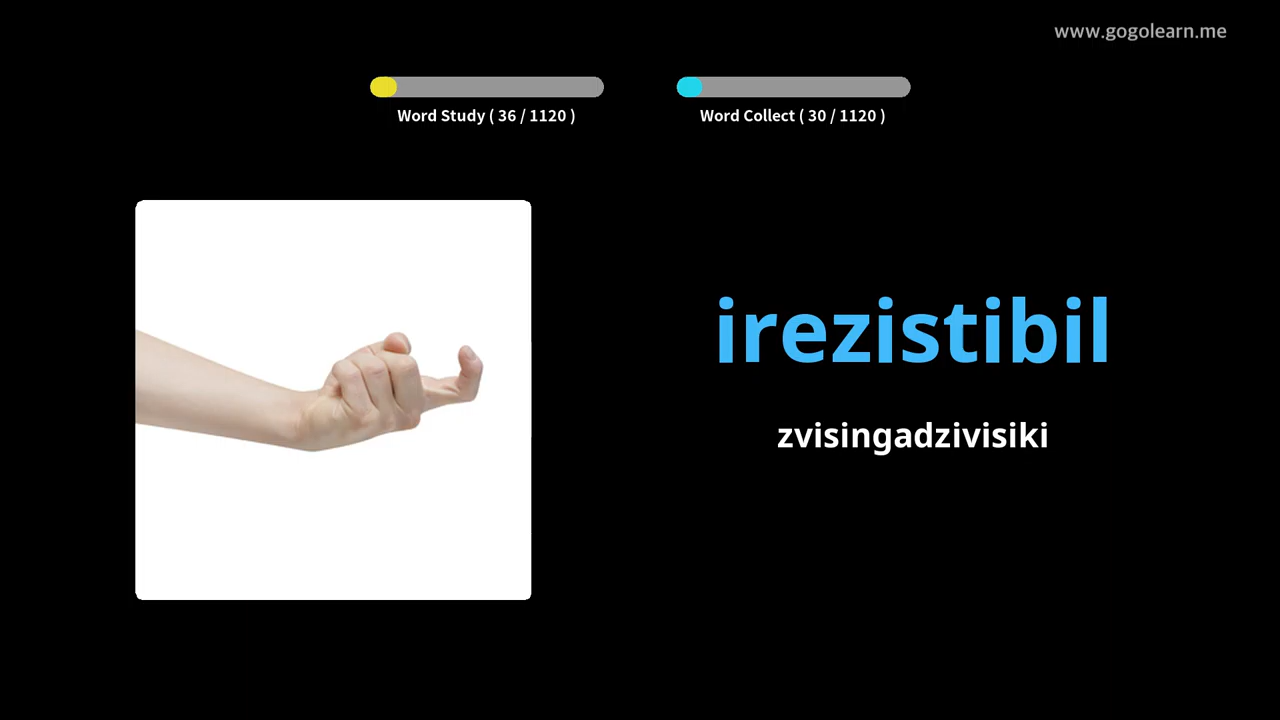 www.gogolearn.me
Word Study ( 36 / 1120 )
Word Collect ( 30 / 1120 )
irezistibil
zvisingadzivisiki